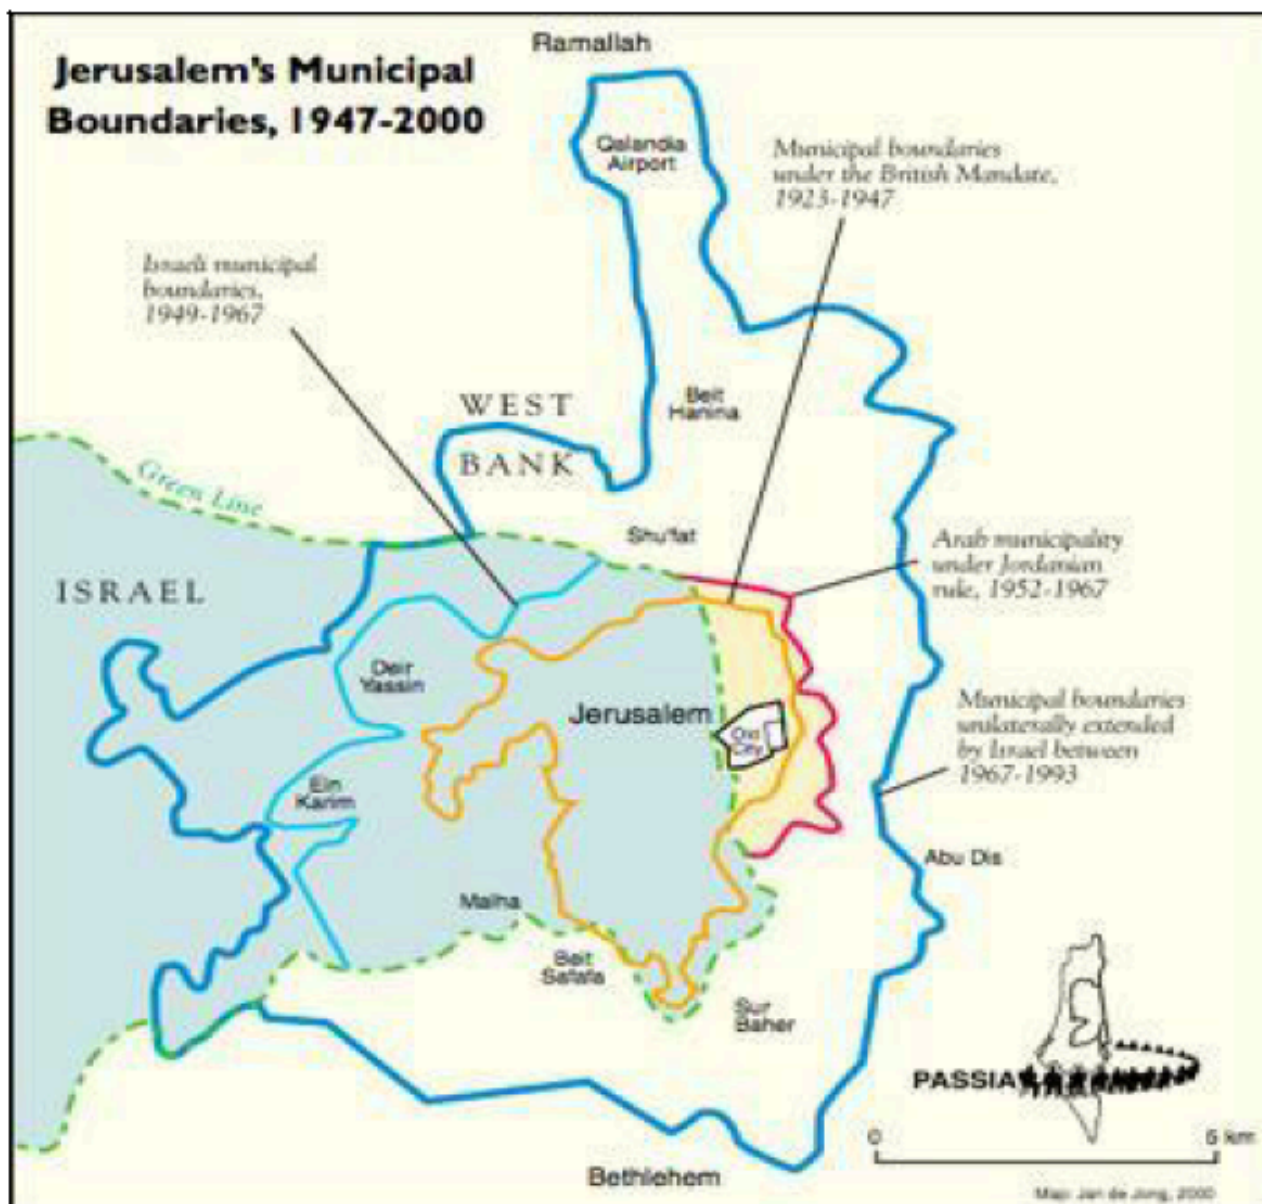 Jerusalem's Municipal
Boundaries, 1947-2000
Ramallah
Qalandia
Airport
Municipal boundaries
under the British Mandate,
1923-1947
Israeli municipal
boundaries,
1949-1967
WEST
BANK
Beit
Hanina
Green Line
Shu'fat
Arab municipality
under Jordanian
rule, 1952-1967
ISRAEL
Deir
Yassin
Jerusalem
Old
City
Municipal boundaries
unilaterally extended
by Israel between
1967-1993
Ein
Karim
Abu Dis
Malha
Beit
Safafa
Sur
Baher
PASSIA
0 5 km
Bethlehem
Map: Jan de Jong, 2000